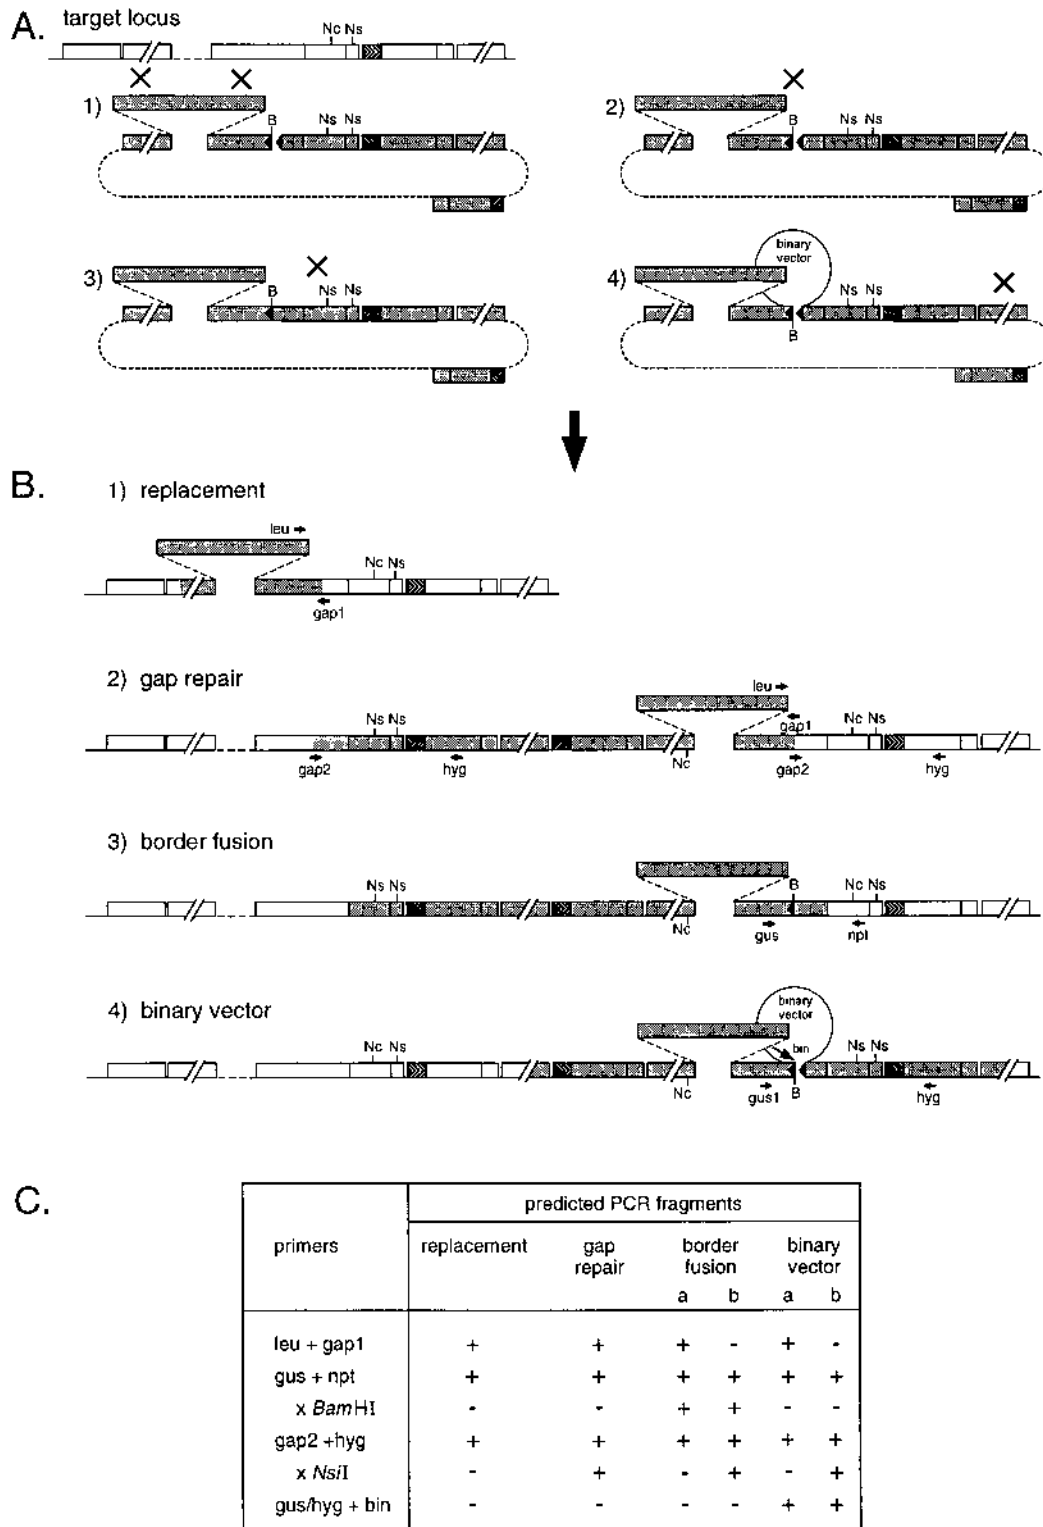 A. target locus
Nc Ns
1)
B Ns Ns
2)
B Ns Ns
3)
B Ns Ns
4)
binary
vector
Ns Ns
B
B.
1) replacement
leu
Nc Ns
gap1
2) gap repair
leu
Ns Ns
gap1 Nc Ns
gap2 hyg Nc gap2 hyg
3) border fusion
Ns Ns B Nc Ns
Nc gus npt
4) binary vector
binary
vector
Nc Ns bin Ns Ns
Nc gus1 B hyg
C.
predicted PCR fragments
primers replacement gap repair border fusion binary vector
a b a b
leu + gap1 + + + - + -
gus + npt + + + + + +
x BamHI - - + + - -
gap2 +hyg + + + + + +
x NsiI - + - + - +
gus/hyg + bin - - - - + +